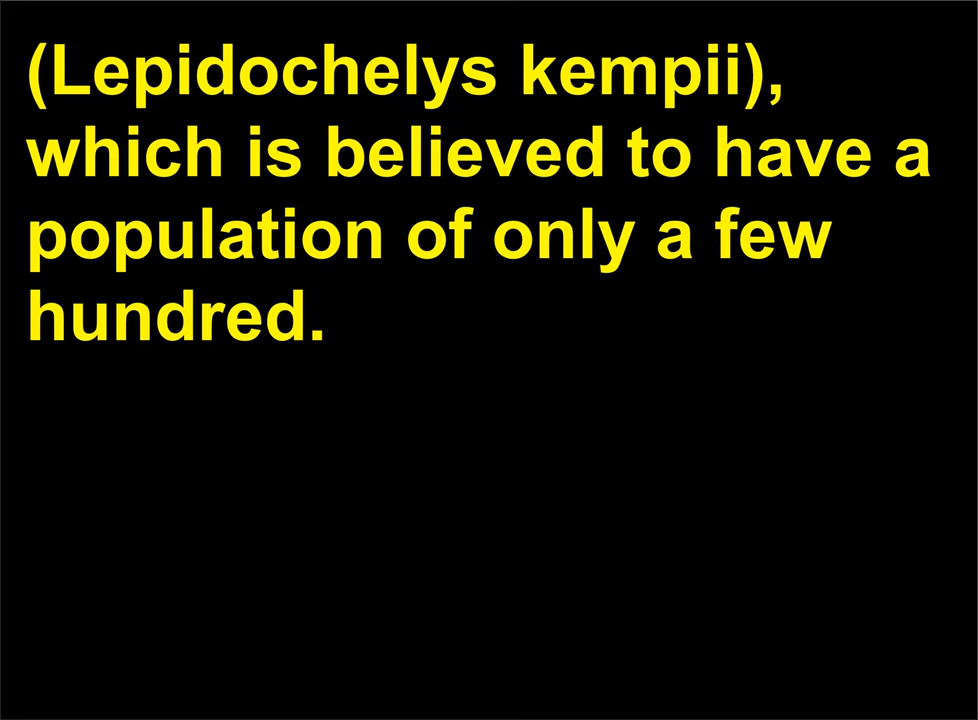 (Lepidochelys kempii),
which is believed to have a
population of only a few
hundred.